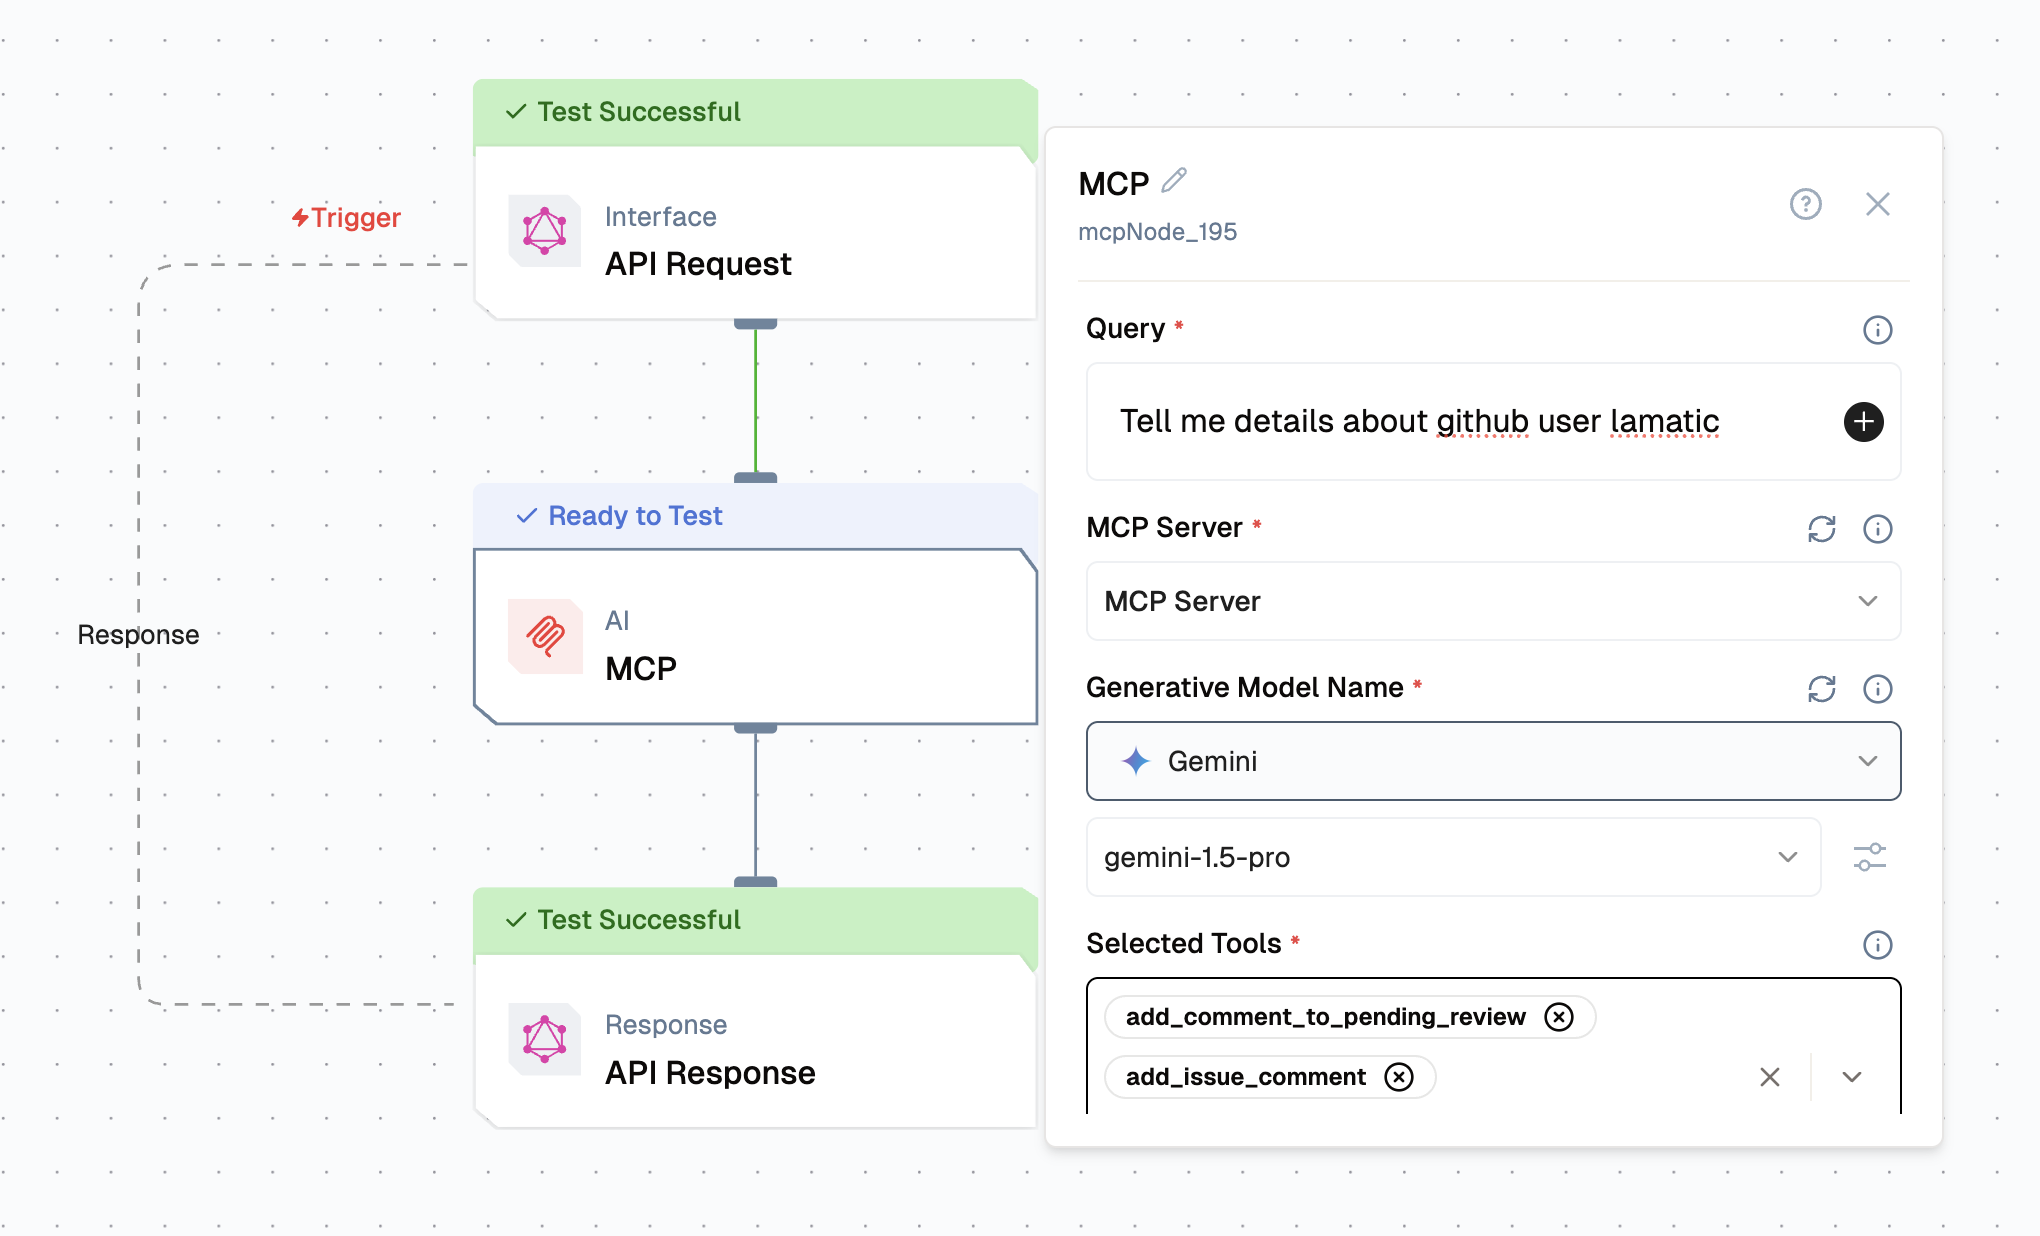 Test Successful
Trigger
Interface
API Request
Ready to Test
Response
AI
MCP
Test Successful
Response
API Response
MCP
mcpNode_195
Query *
Tell me details about github user lamatic
MCP Server *
MCP Server
Generative Model Name *
Gemini
gemini-1.5-pro
Selected Tools *
add_comment_to_pending_review
add_issue_comment